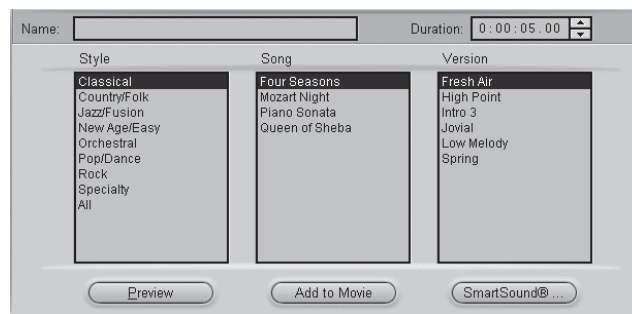 Name: Duration: 0:00:05.00
Style Song Version
Classical Four Seasons Fresh Air
Country/Folk Mozart Night High Point
Jazz/Fusion Piano Sonata Intro 3
New Age/Easy Queen of Sheba Jovial
Orchestral Low Melody
Pop/Dance Spring
Rock
Specialty
All
Preview Add to Movie SmartSound® ...